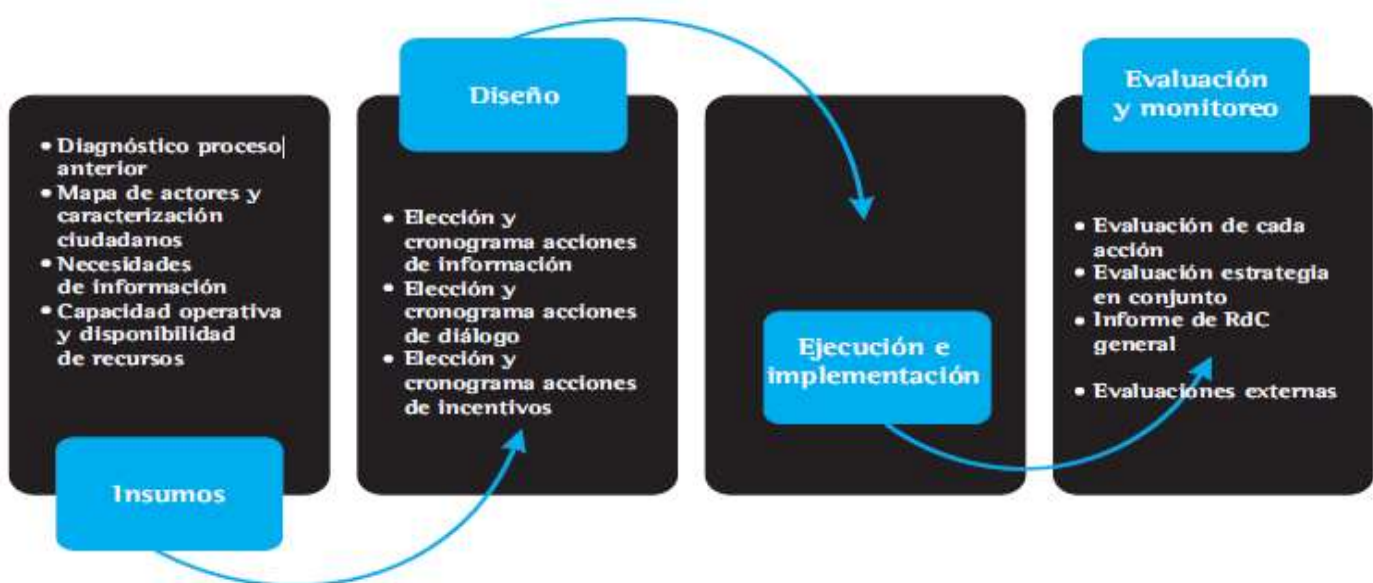 • Diagnóstico proceso
anterior
• Mapa de actores y
caracterización
ciudadanos
• Necesidades
de información
• Capacidad operativa
y disponibilidad
de recursos
Insumos
Diseño
• Elección y
cronograma acciones
de información
• Elección y
cronograma acciones
de diálogo
• Elección y
cronograma acciones
de incentivos
Ejecución e
implementación
Evaluación
y monitoreo
• Evaluación de cada
acción
• Evaluación estrategia
en conjunto
• Informe de RdC
general
• Evaluaciones externas